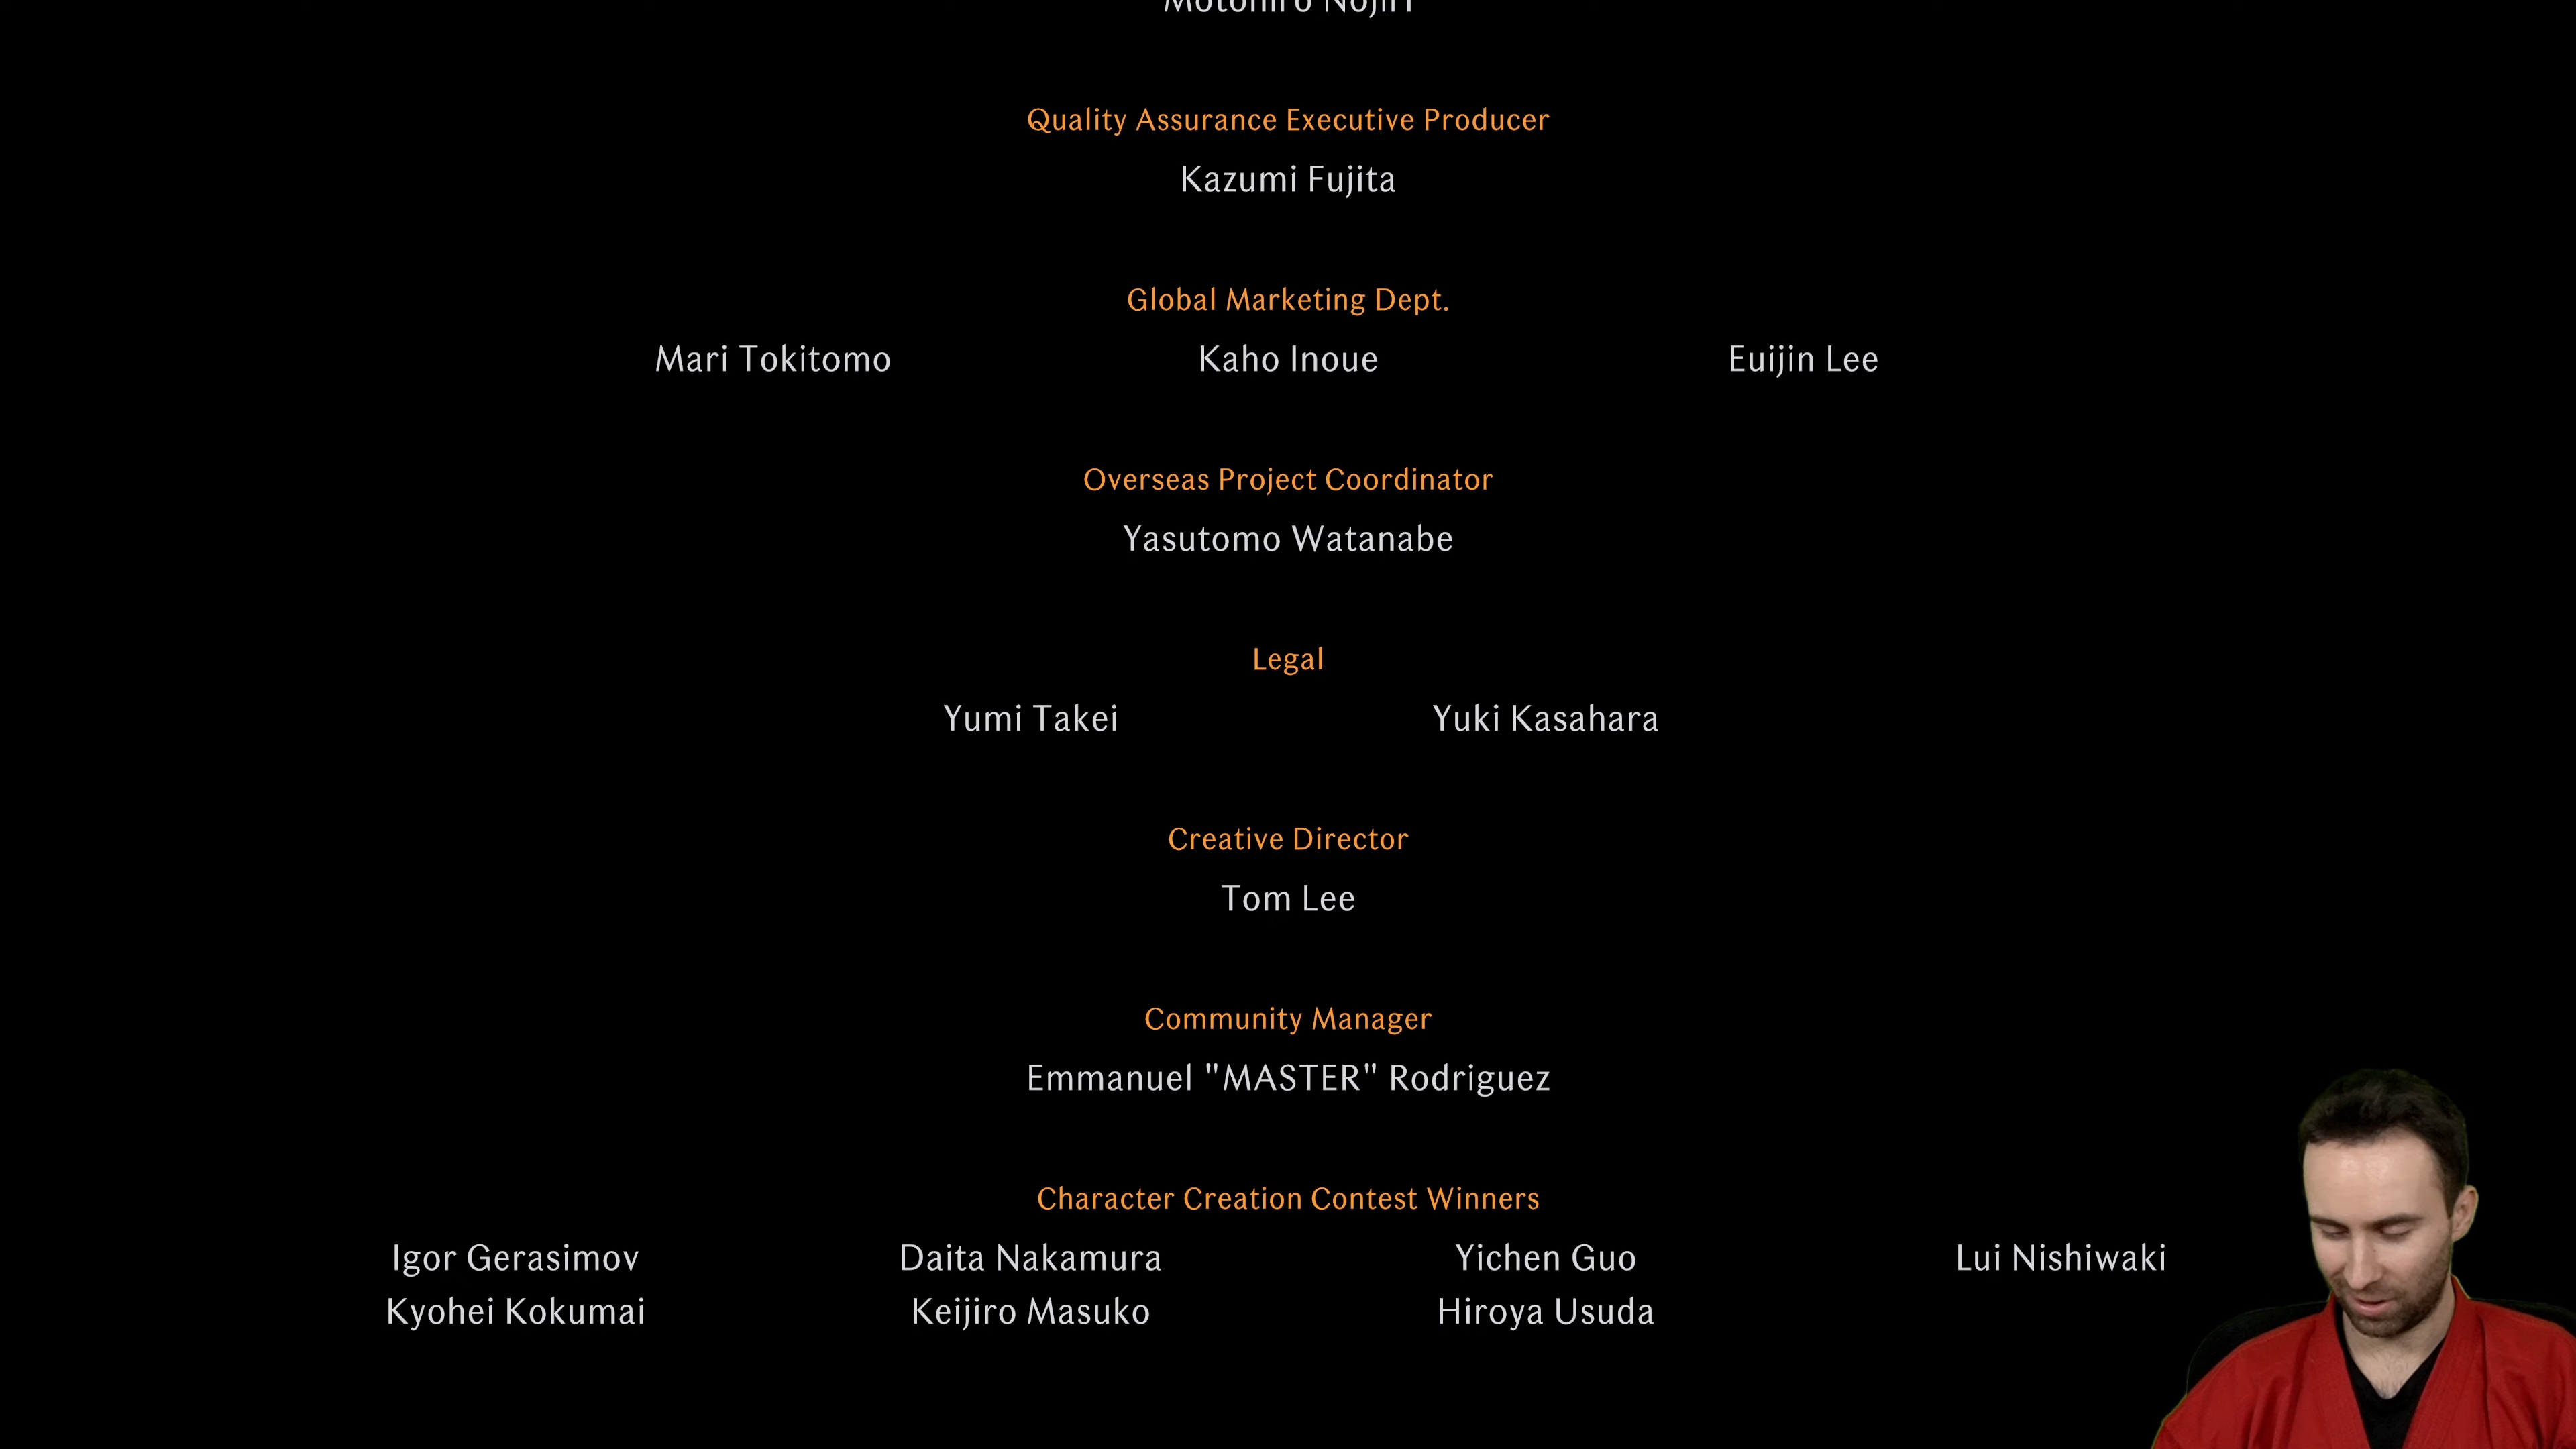 Motohiro Nojiri
Quality Assurance Executive Producer
Kazumi Fujita
Global Marketing Dept.
Mari Tokitomo Kaho Inoue Euijin Lee
Overseas Project Coordinator
Yasutomo Watanabe
Legal
Yumi Takei Yuki Kasahara
Creative Director
Tom Lee
Community Manager
Emmanuel "MASTER" Rodriguez
Character Creation Contest Winners
Igor Gerasimov Daita Nakamura Yichen Guo Lui Nishiwaki
Kyohei Kokumai Keijiro Masuko Hiroya Usuda